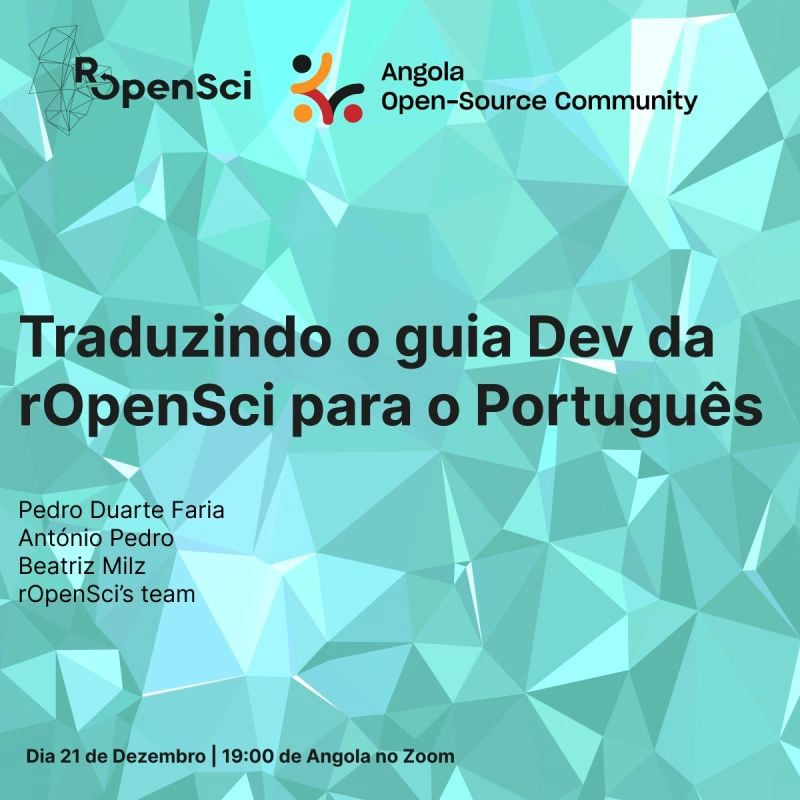 ROpenSci
Angola
Open-Source Community
Traduzindo o guia Dev da
rOpenSci para o Português
Pedro Duarte Faria
António Pedro
Beatriz Milz
rOpenSci’s team
Dia 21 de Dezembro | 19:00 de Angola no Zoom